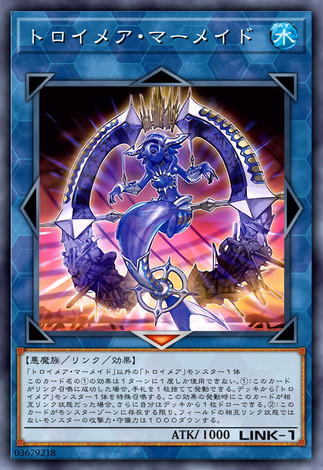 トロイメア・マーメイド
水
【悪魔族／リンク／効果】
「トロイメア・マーメイド」以外の「トロイメア」モンスター１体
このカード名の①の効果は１ターンに１度しか使用できない。①：このカード
がリンク召喚に成功した場合、手札を１枚捨てて発動できる。デッキから「トロ
イメア」モンスター１体を特殊召喚する。この効果の発動時にこのカードが相
互リンク状態だった場合、さらに自分はデッキから１枚ドローできる。②：こ
のカードがモンスターゾーンに存在する限り、フィールドの相互リンク状態では
ないモンスターの攻撃力・守備力は１０００ダウンする。
ATK/ 1000 LINK-1
03679218